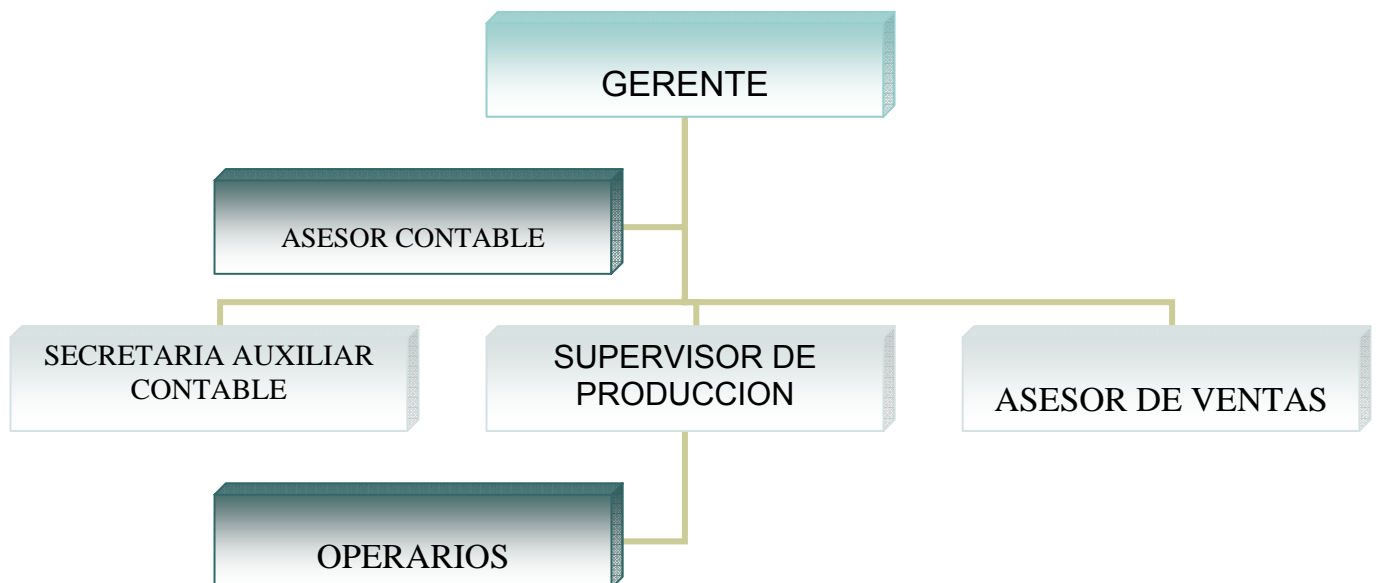 GERENTE
ASESOR CONTABLE
SECRETARIA AUXILIAR
CONTABLE
SUPERVISOR DE
PRODUCCION
ASESOR DE VENTAS
OPERARIOS